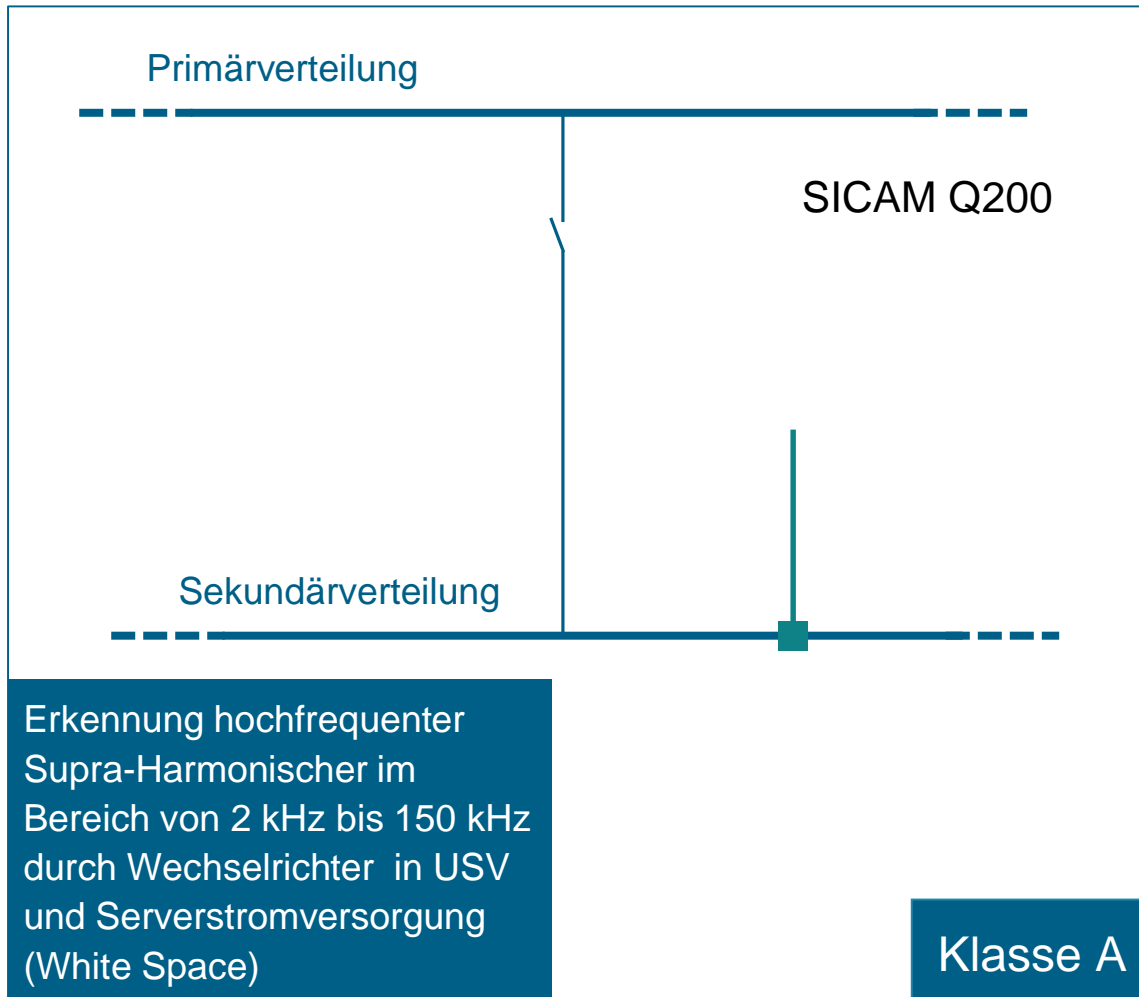 Primärverteilung
SICAM Q200
Sekundärverteilung
Erkennung hochfrequenter
Supra-Harmonischer im
Bereich von 2 kHz bis 150 kHz
durch Wechselrichter in USV
und Serverstromversorgung
(White Space)
Klasse A